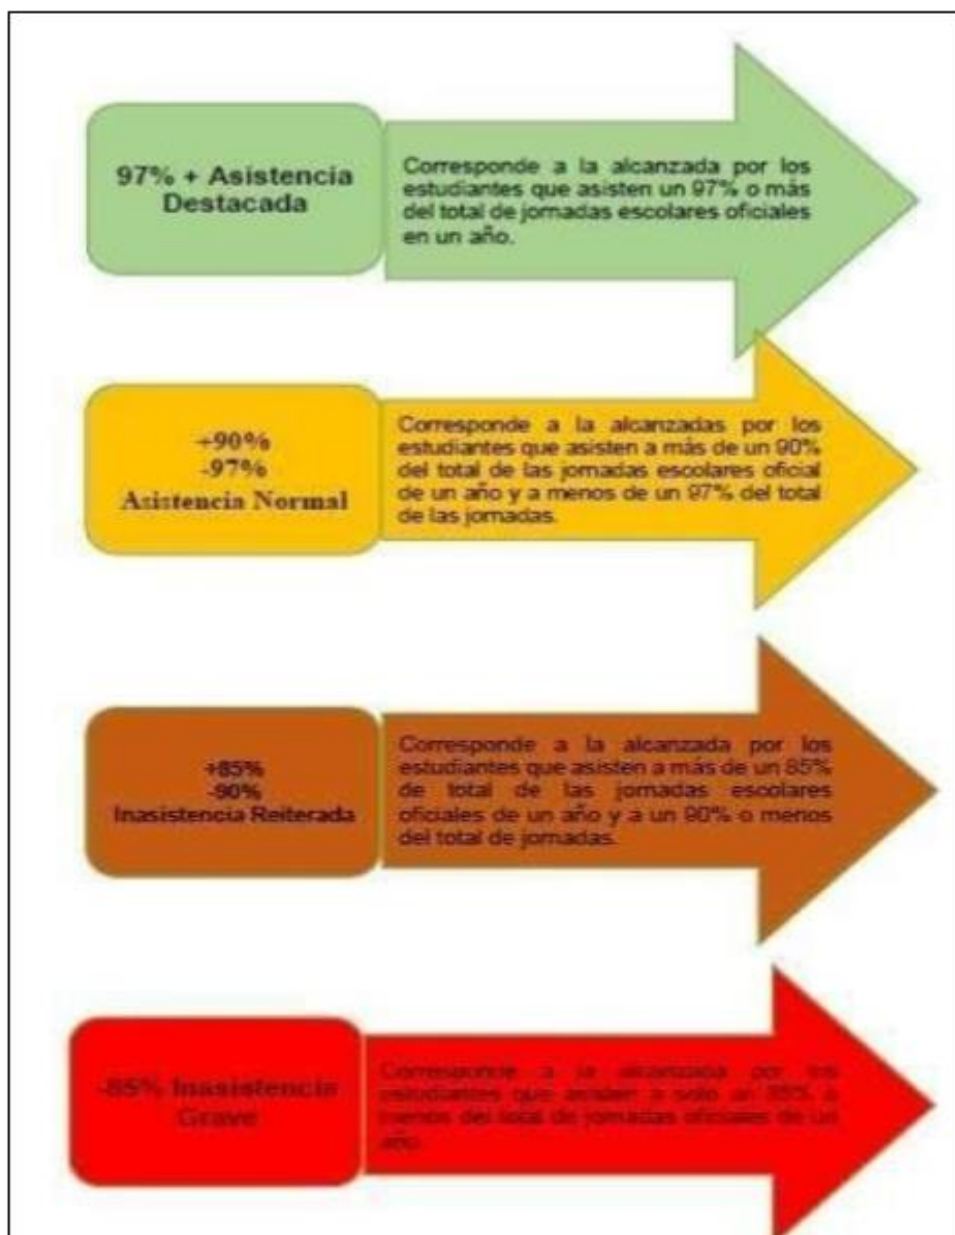 97% + Asistencia
Destacada
Corresponde a la alcanzada por los
estudiantes que asisten un 97% o más
del total de jornadas escolares oficiales
en un año.
+90%
-97%
Asistencia Normal
Corresponde a la alcanzadas por los
estudiantes que asisten a más de un 90%
del total de las jornadas escolares oficial
de un año y a menos de un 97% del total
de las jornadas.
+85%
-90%
Inasistencia Reiterada
Corresponde a la alcanzada por los
estudiantes que asisten a más de un 85%
de total de las jornadas escolares
oficiales de un año y a un 90% o menos
del total de jornadas.
-85% Inasistencia
Grave
Corresponde a la alcanzada por los
estudiantes que asisten a solo un 85% o
menos del total de jornadas oficiales de un
año.